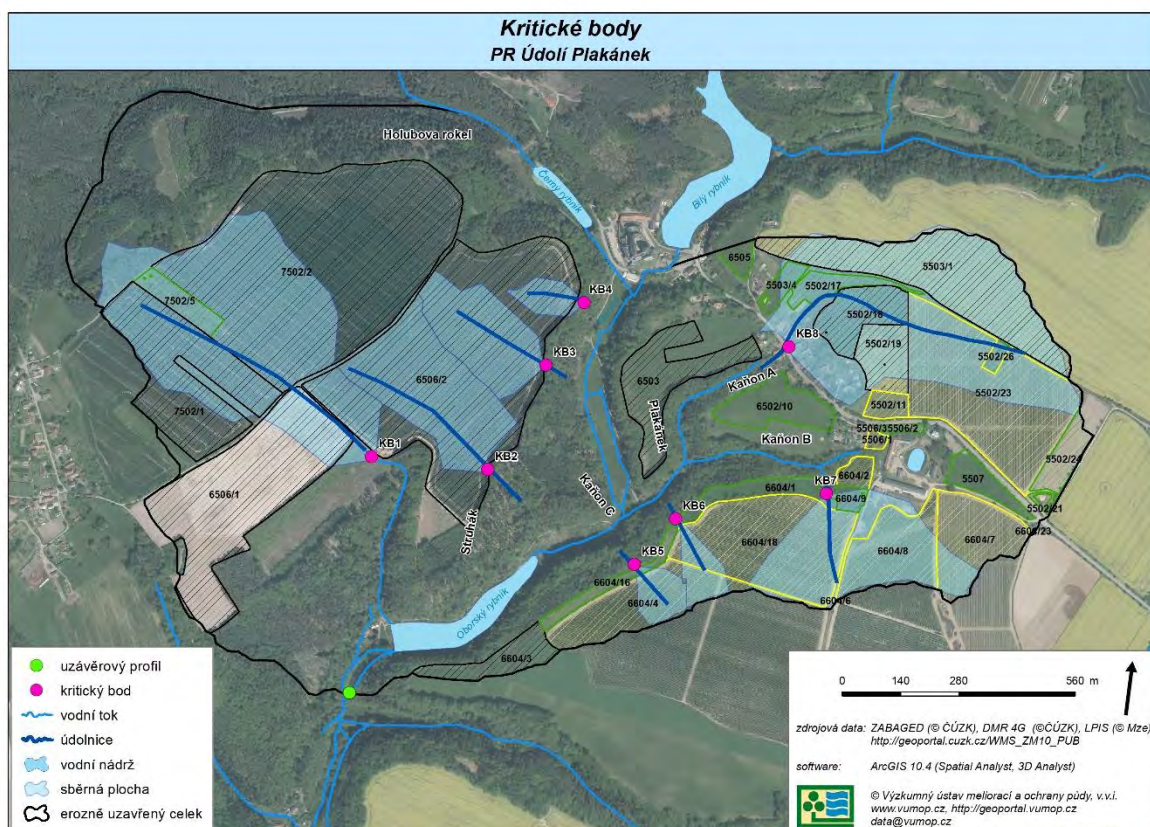 Kritické body
PR Údolí Plakánek
Holubova rokel
Černý rybník
Bílý rybník
6505
5503/1
7502/2
5503/4
5502/17
7502/5
KB4
5502/18
KB8
5502/19
5502/26
KB3
6506/2
6503
Kaňon A
5502/23
7502/1
Plakánek
6502/10
5502/11
Kaňon B
5506/3
5506/2
5506/1
KB1
KB2
6506/1
Kaňon C
6604/1
6604/2
5507
5502/24
KB7
6604/9
5502/21
KB6
Struhák
6604/18
6604/8
6604/7
6604/23
KB5
6604/16
6604/4
6604/6
Oborský rybník
6604/3
uzávěrový profil
kritický bod
vodní tok
údolnice
vodní nádrž
sběrná plocha
erozně uzavřený celek
0 140 280 560 m
zdrojová data: ZABAGED (© ČÚZK), DMR 4G (©ČÚZK), LPIS (© Mze)
http://geoportal.cuzk.cz/WMS_ZM10_PUB
software: ArcGIS 10.4 (Spatial Analyst, 3D Analyst)
© Výzkumný ústav meliorací a ochrany půdy, v.v.i.
www.vumop.cz, http://geoportal.vumop.cz
data@vumop.cz